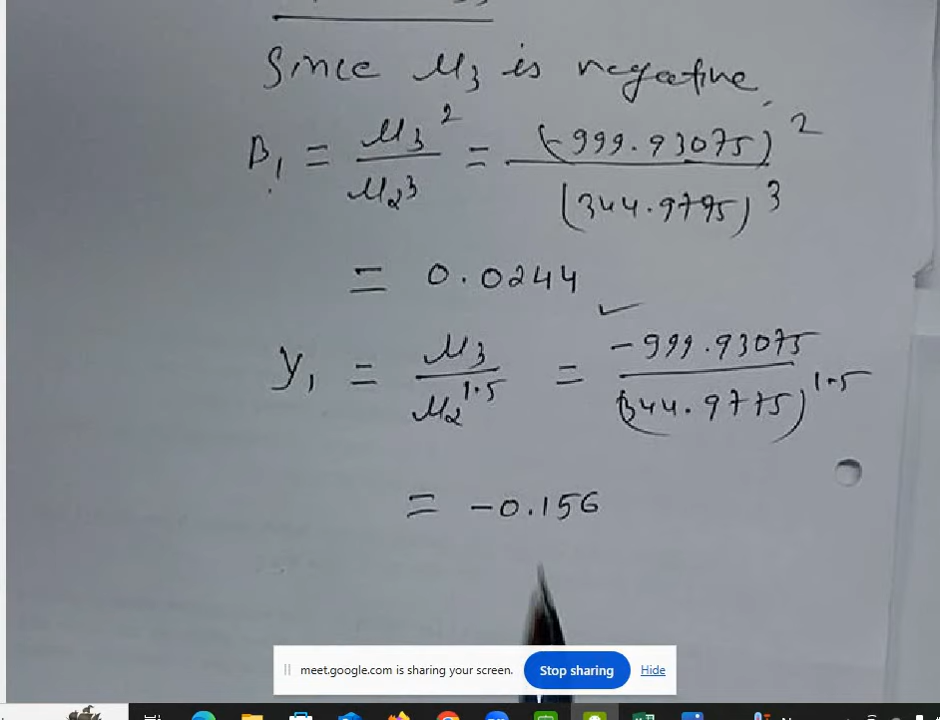 Since μ₃ is negative,
β₁ = μ₃² / μ₂³ = (-999.93075)² / (344.9775)³
= 0.0244 ✓
γ₁ = μ₃ / μ₂^1.5 = -999.93075 / (344.9775)^1.5
= -0.156
meet.google.com is sharing your screen. Stop sharing Hide